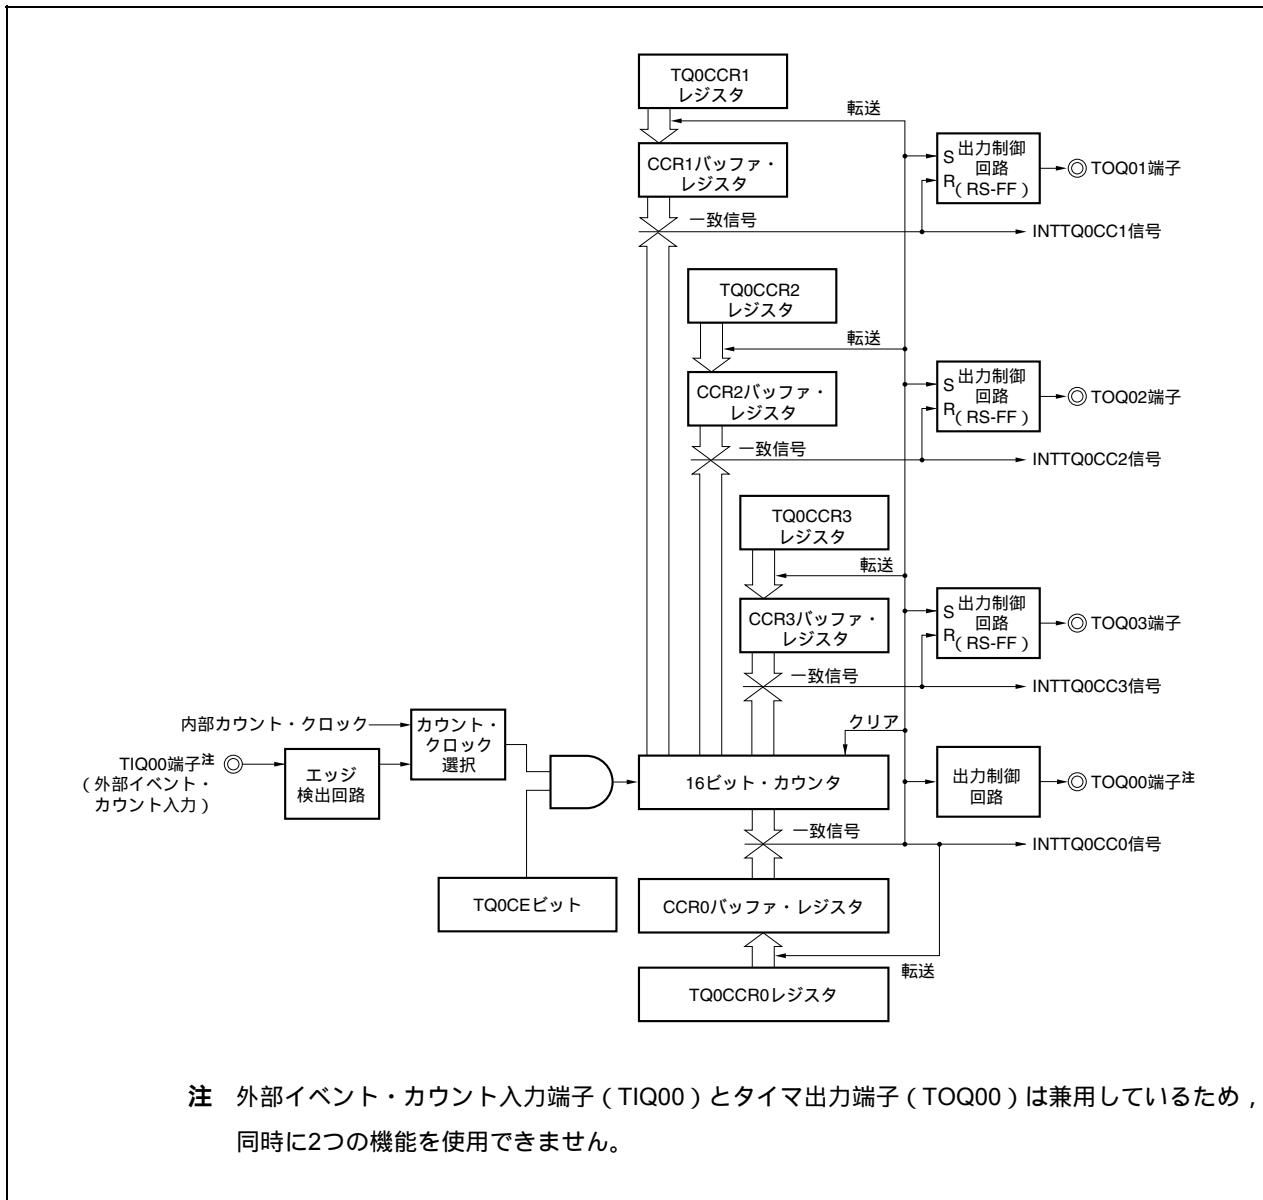 TQ0CCR1
レジスタ
転送
CCR1バッファ・
レジスタ
S 出力制御
回路
R
( RS-FF )
TOQ01端子
一致信号
INTTQ0CC1信号
TQ0CCR2
レジスタ
転送
CCR2バッファ・
レジスタ
S 出力制御
回路
R
( RS-FF )
TOQ02端子
一致信号
INTTQ0CC2信号
TQ0CCR3
レジスタ
転送
CCR3バッファ・
レジスタ
S 出力制御
回路
R
( RS-FF )
TOQ03端子
一致信号
INTTQ0CC3信号
内部カウント・クロック
カウント・
クロック
選択
クリア
TIQ00端子注
( 外部イベント・
カウント入力 )
エッジ
検出回路
16ビット・カウンタ
出力制御
回路
TOQ00端子注
一致信号
INTTQ0CC0信号
TQ0CEビット
CCR0バッファ・レジスタ
転送
TQ0CCR0レジスタ
注 外部イベント・カウント入力端子 ( TIQ00 ) とタイマ出力端子 ( TOQ00 ) は兼用しているため ,
同時に2つの機能を使用できません。